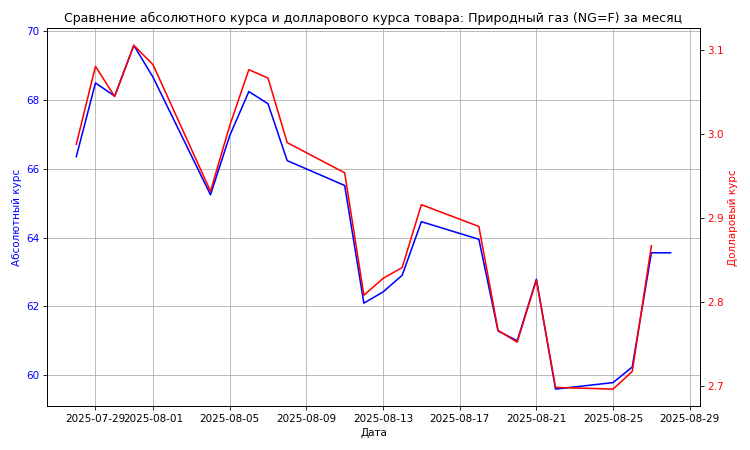 Сравнение абсолютного курса и долларового курса товара: Природный газ (NG=F) за месяц
70
68
66
64
62
60
Абсолютный курс
3.1
3.0
2.9
2.8
2.7
Долларовый курс
2025-07-29 2025-08-01 2025-08-05 2025-08-09 2025-08-13 2025-08-17 2025-08-21 2025-08-25 2025-08-29
Дата